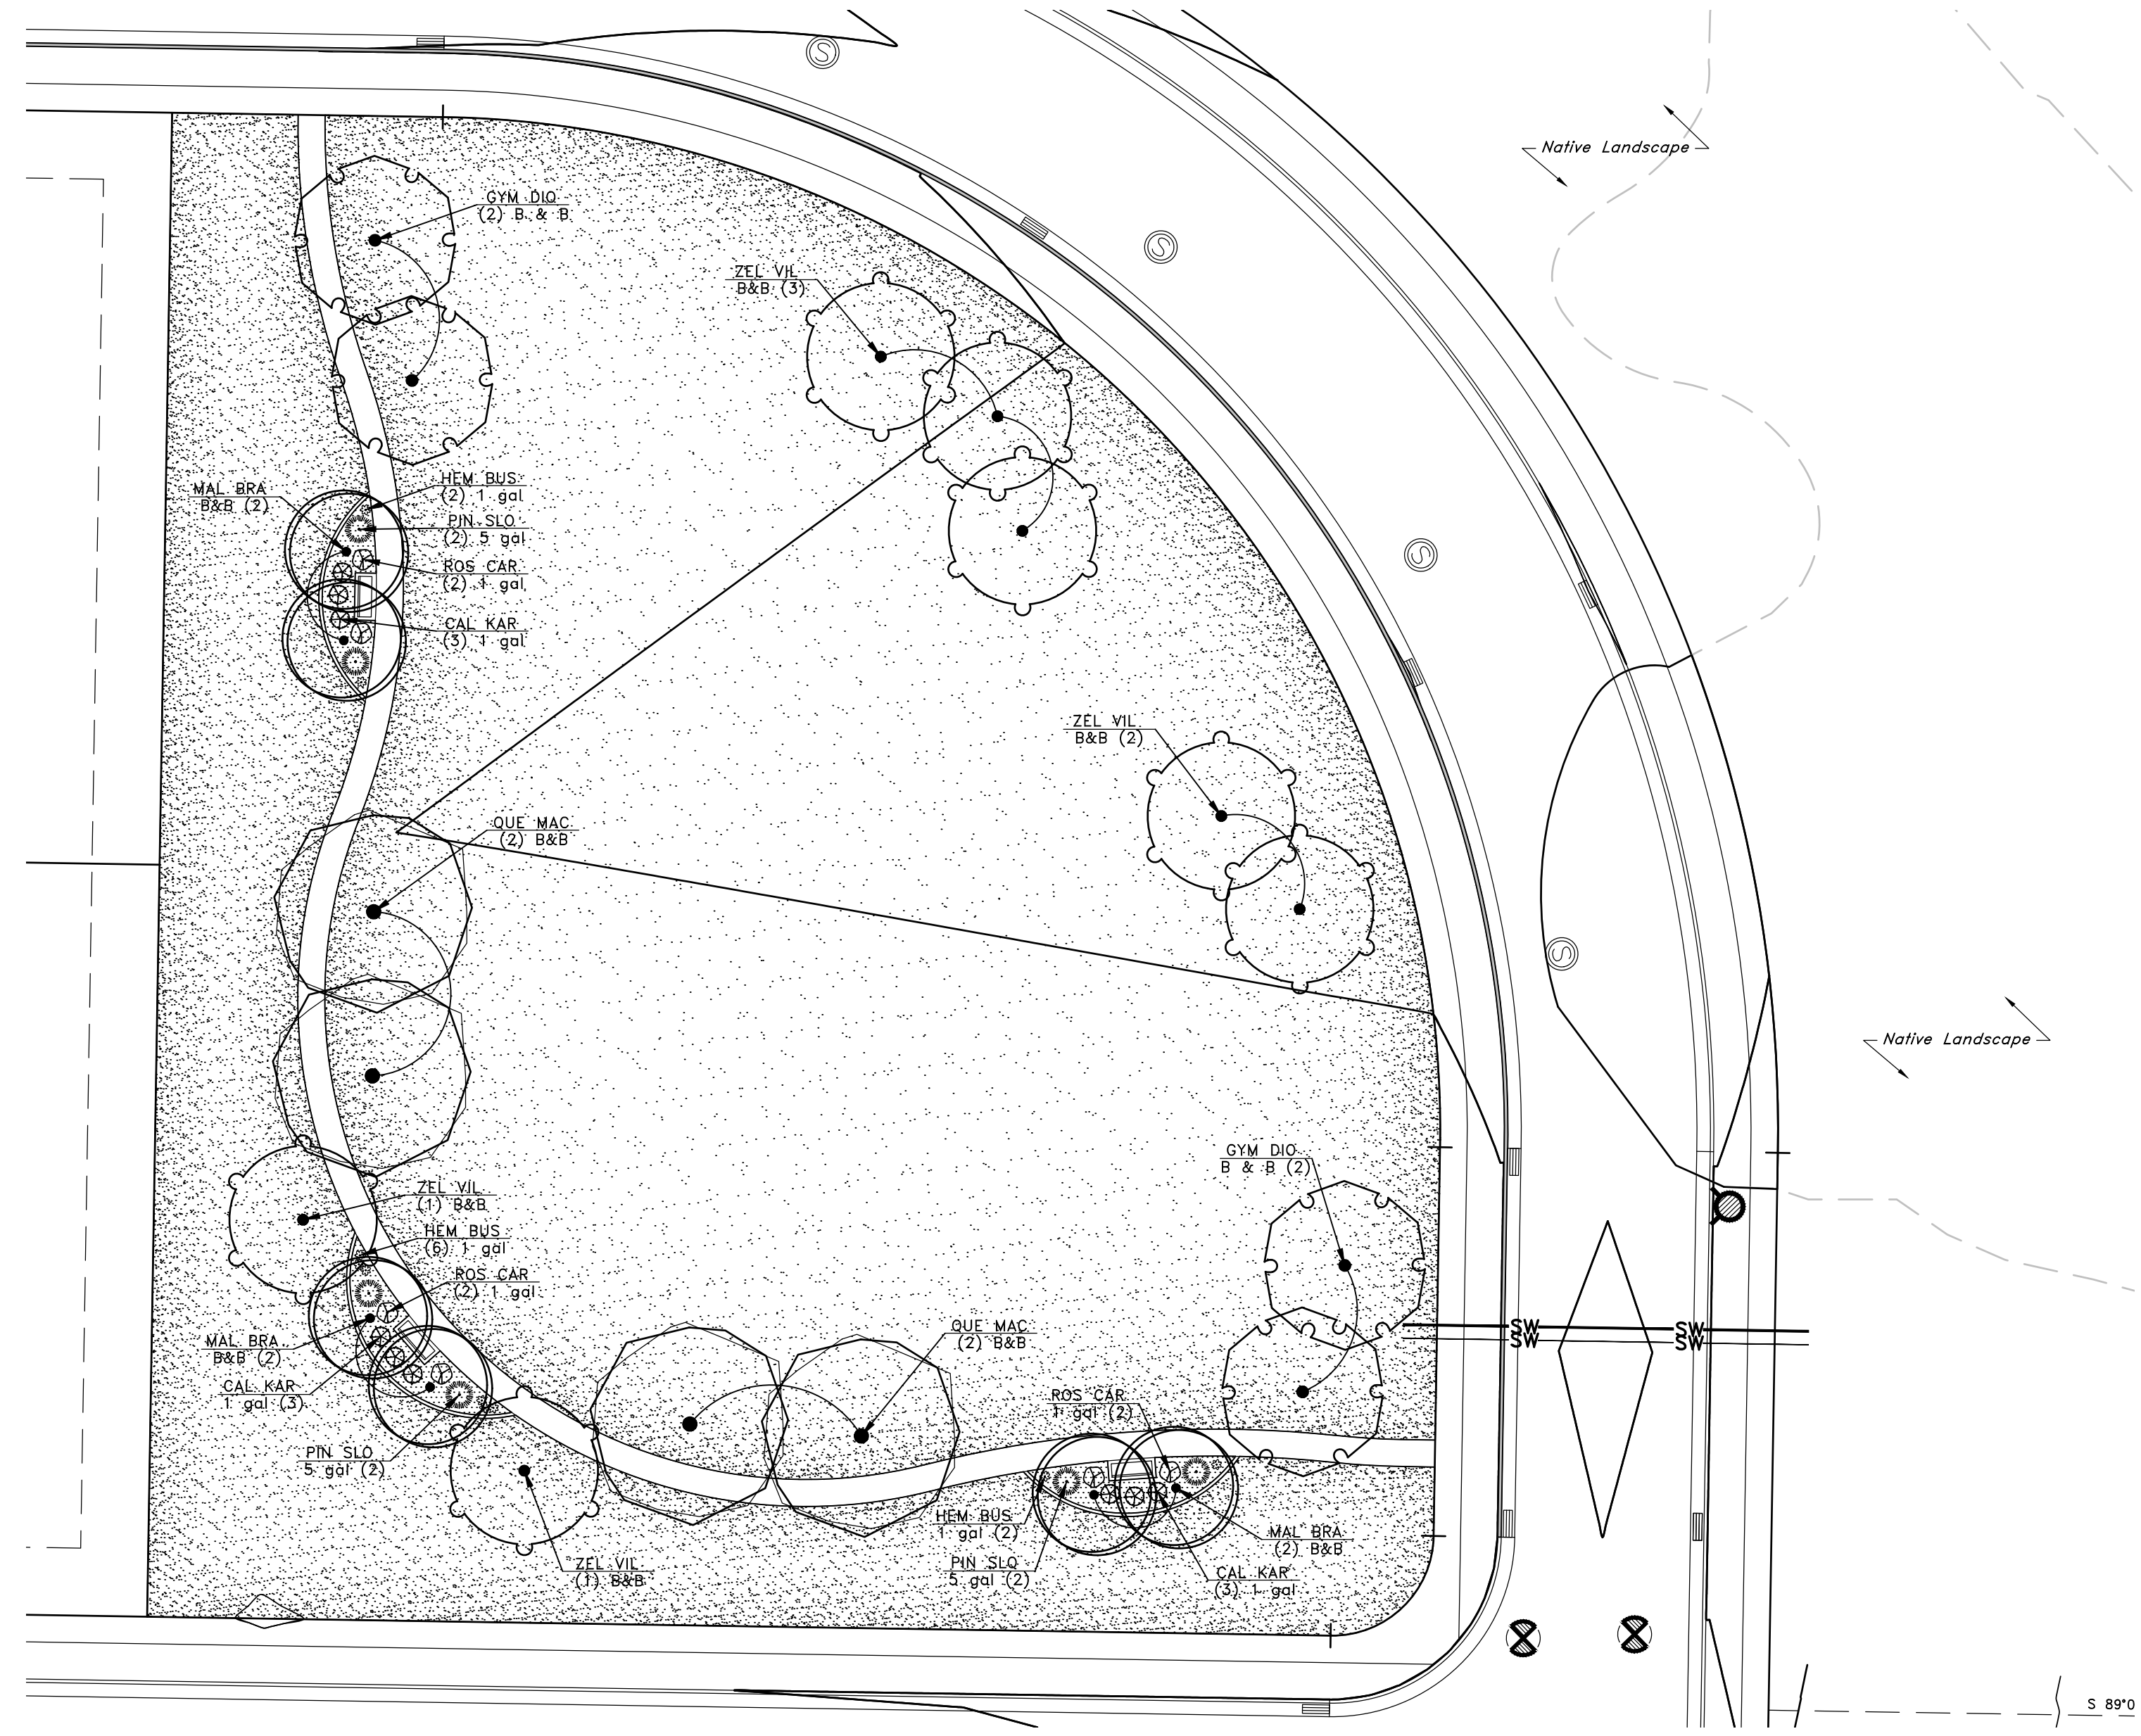 Native Landscape
GYM DIO
(2) B & B
ZEL VIL
B&B (3)
MAL BRA
B&B (2)
HEM BUS
(2) 1 gal
PIN SLO
(2) 5 gal
ROS CAR
(2) 1 gal
CAL KAR
(3) 1 gal
ZEL VIL
B&B (2)
QUE MAC
(2) B&B
Native Landscape
GYM DIO
B & B (2)
ZEL VIL
(1) B&B
HEM BUS
(6) 1 gal
ROS CAR
(2) 1 gal
MAL BRA
B&B (2)
CAL KAR
1 gal (3)
PIN SLO
5 gal (2)
QUE MAC
(2) B&B
SW SW
SW SW
ROS CAR
1 gal (2)
HEM BUS
1 gal (2)
PIN SLO
5 gal (2)
MAL BRA
(2) B&B
CAL KAR
(3) 1 gal
ZEL VIL
(1) B&B
S
S
S
S
S 89°0